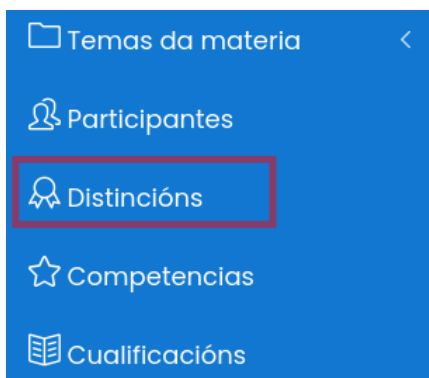 Temas da materia
Participantes
Distincións
Competencias
Cualificacións